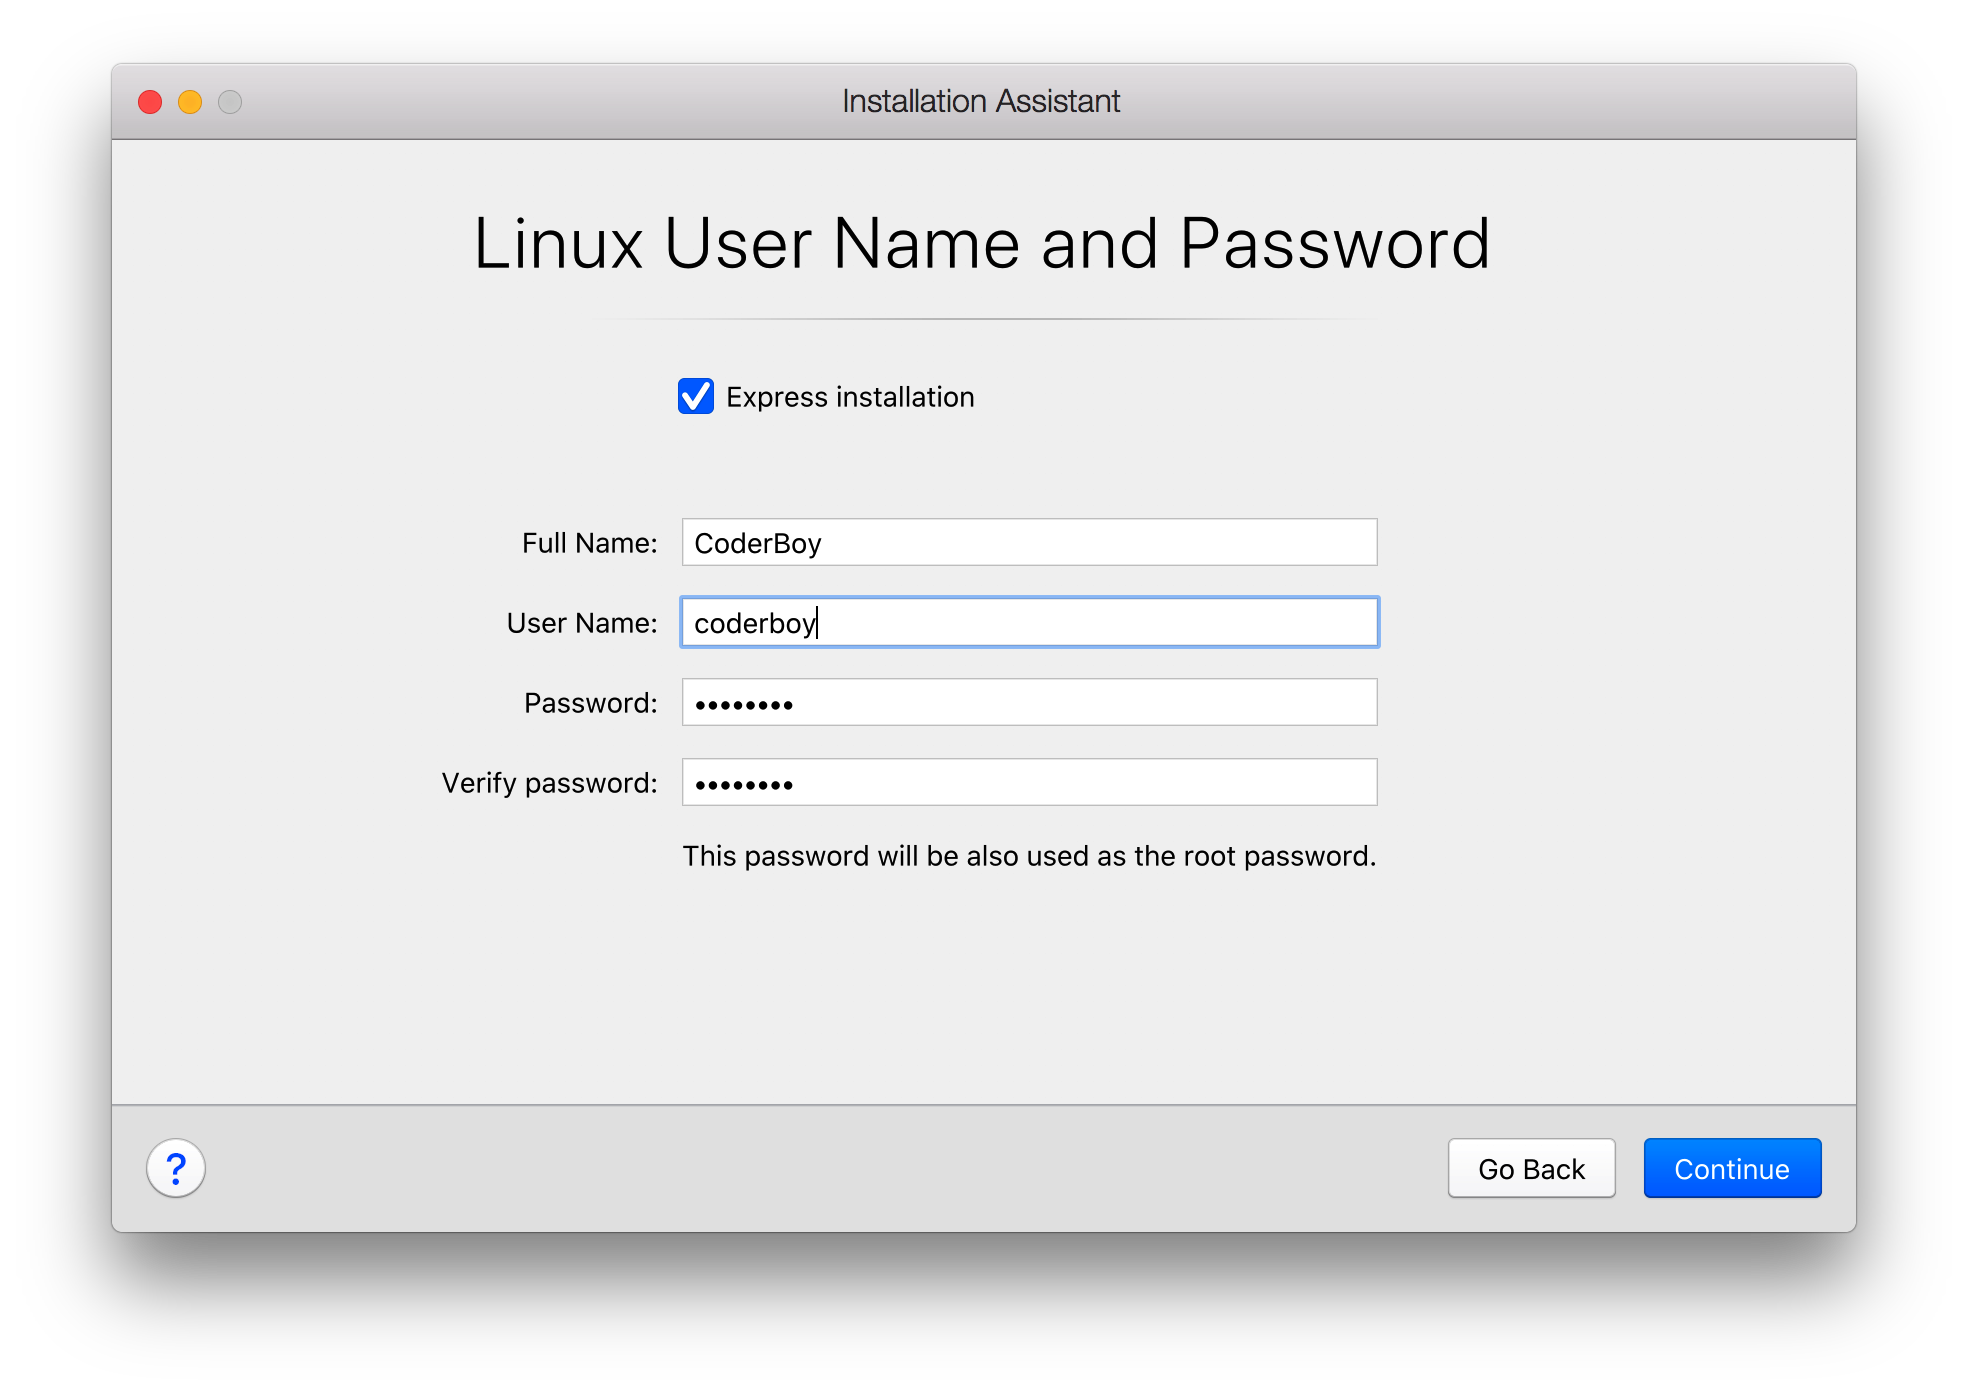 Installation Assistant
Linux User Name and Password
Express installation
Full Name: CoderBoy
User Name: coderboy
Password: ••••••••
Verify password: ••••••••
This password will be also used as the root password.
? Go Back Continue